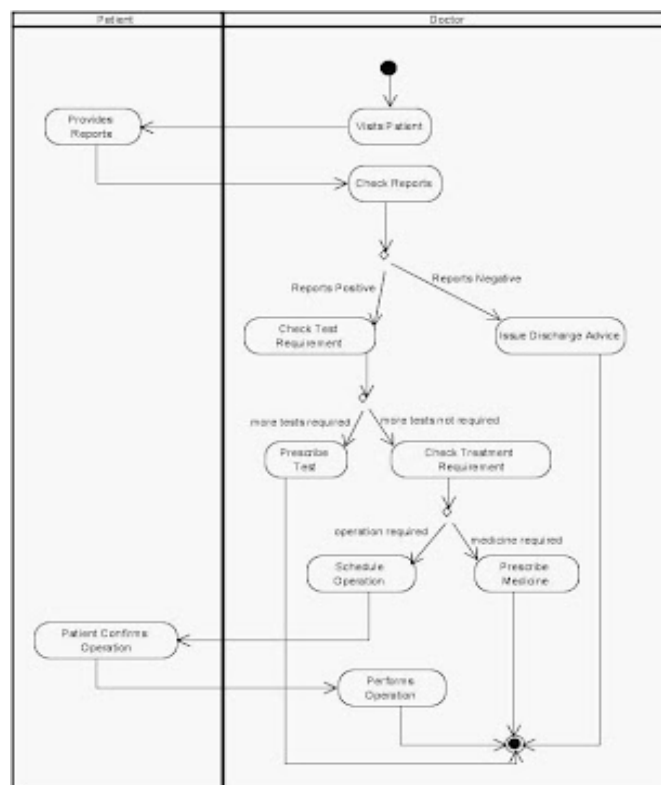 Patient
Doctor
Visits Patient
Provides
Reports
Check Reports
Reports Negative
Reports Positive
Check Test
Requirement
Issue Discharge Advice
more tests required
more tests not required
Prescribe
Test
Check Treatment
Requirement
operation required
medicine required
Schedule
Operation
Prescribe
Medicine
Patient Confirms
Operation
Performs
Operation